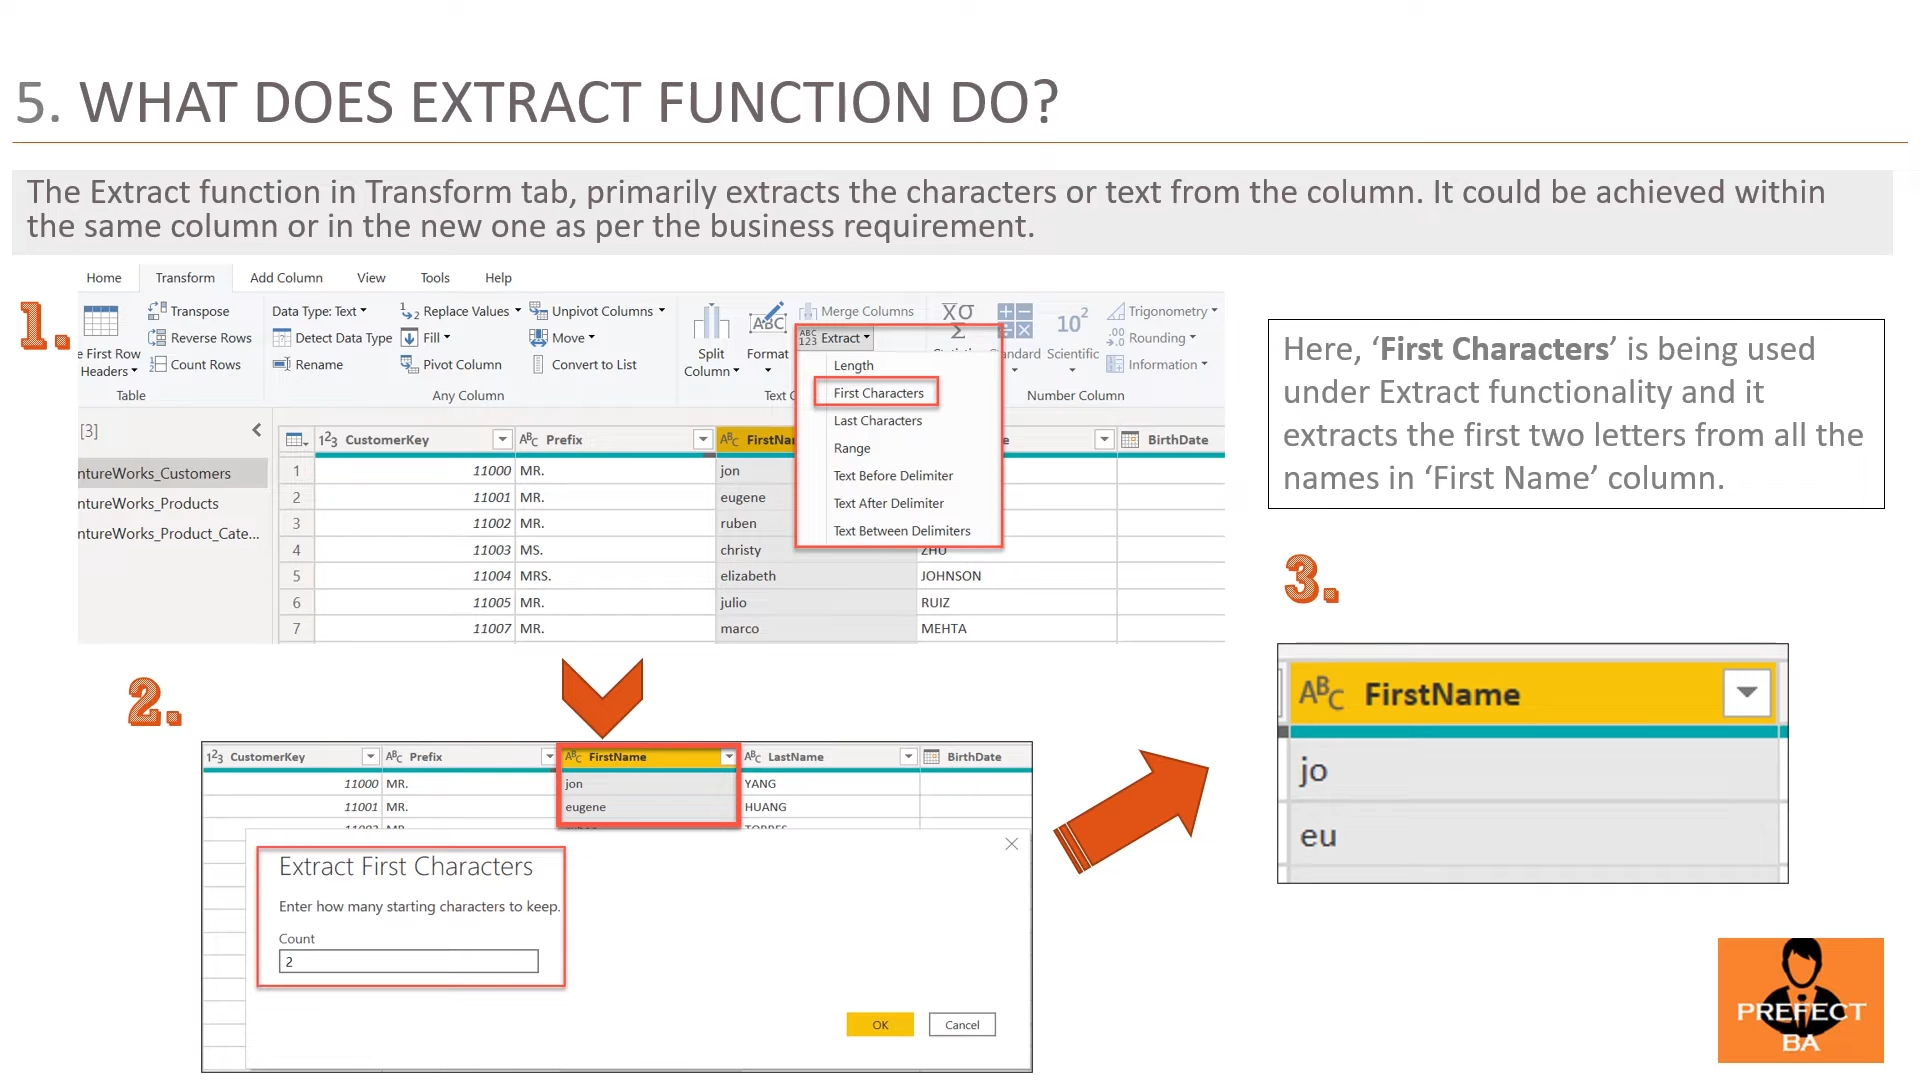 5. WHAT DOES EXTRACT FUNCTION DO?
The Extract function in Transform tab, primarily extracts the characters or text from the column. It could be achieved within
the same column or in the new one as per the business requirement.
1.
Home Transform Add Column View Tools Help
Transpose Data Type: Text Replace Values Unpivot Columns Merge Columns Trigonometry
Reverse Rows Detect Data Type Fill Move Extract Rounding
e First Row Split Format Scientific
Headers Count Rows Rename Pivot Column Convert to List Column Information
Table Any Column Number Column
Length
First Characters
Last Characters
Range
Text Before Delimiter
Text After Delimiter
Text Between Delimiters
[3]
ntureWorks_Customers
ntureWorks_Products
ntureWorks_Product_Cate...
CustomerKey Prefix FirstNa BirthDate
1 11000 MR. jon
2 11001 MR. eugene
3 11002 MR. ruben
4 11003 MS. christy ZHU
5 11004 MRS. elizabeth JOHNSON
6 11005 MR. julio RUIZ
7 11007 MR. marco MEHTA
Here, ‘First Characters’ is being used
under Extract functionality and it
extracts the first two letters from all the
names in ‘First Name’ column.
2.
CustomerKey Prefix FirstName LastName BirthDate
11000 MR. jon YANG
11001 MR. eugene HUANG
Extract First Characters
Enter how many starting characters to keep.
Count
2
OK Cancel
3.
ABC FirstName
jo
eu
PREFECT
BA